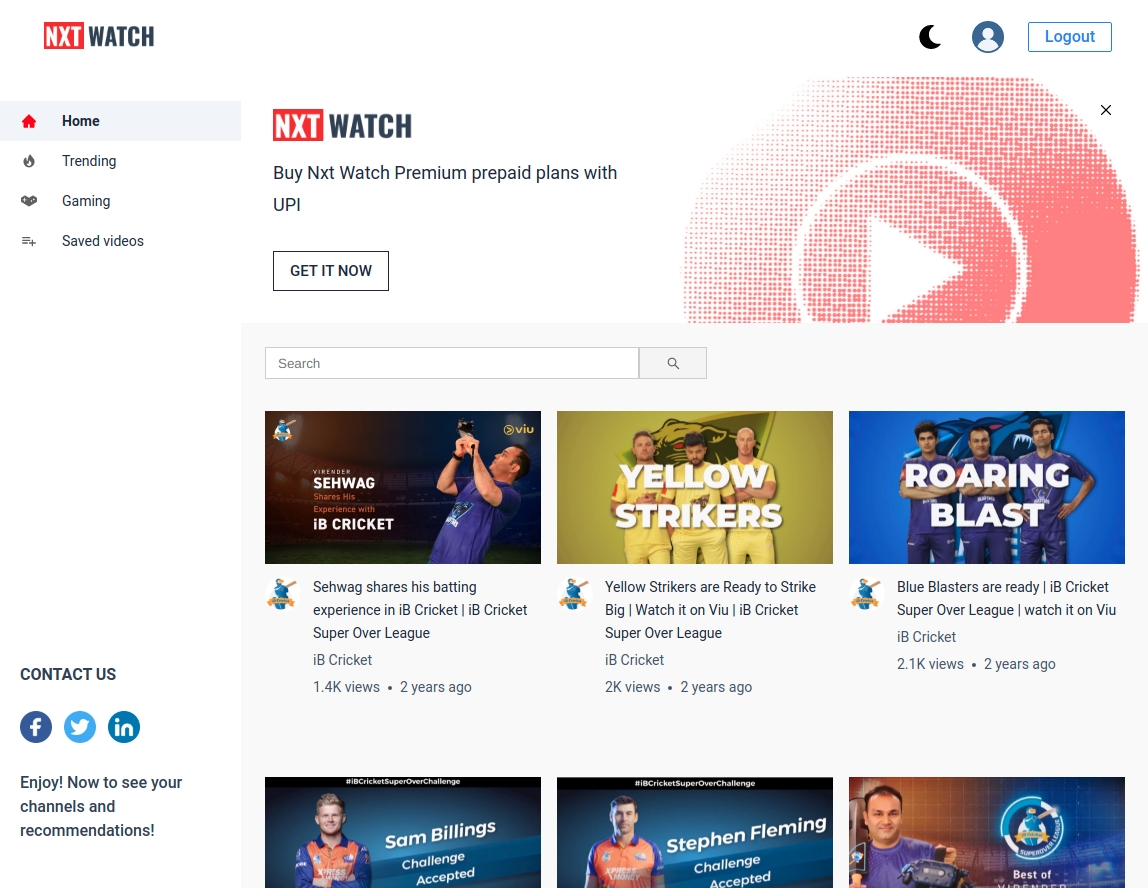 NXT WATCH
Logout
Home
Trending
Gaming
Saved videos
NXT WATCH
Buy Nxt Watch Premium prepaid plans with
UPI
GET IT NOW
Search
viu
VIRENDER
SEHWAG
Shares His
Experience with
iB CRICKET
YELLOW
STRIKERS
ROARING
BLAST
Sehwag shares his batting
experience in iB Cricket | iB Cricket
Super Over League
iB Cricket
1.4K views • 2 years ago
Yellow Strikers are Ready to Strike
Big | Watch it on Viu | iB Cricket
Super Over League
iB Cricket
2K views • 2 years ago
Blue Blasters are ready | iB Cricket
Super Over League | watch it on Viu
iB Cricket
2.1K views • 2 years ago
CONTACT US
Enjoy! Now to see your
channels and
recommendations!
#iBCricketSuperOverChallenge
Sam Billings
Challenge
Accepted
XPRESS
MONEY
#iBCricketSuperOverChallenge
Stephen Fleming
Challenge
Accepted
XPRESS
MONEY
SUPEROVER LEAGUE
Best of
VIRENDER